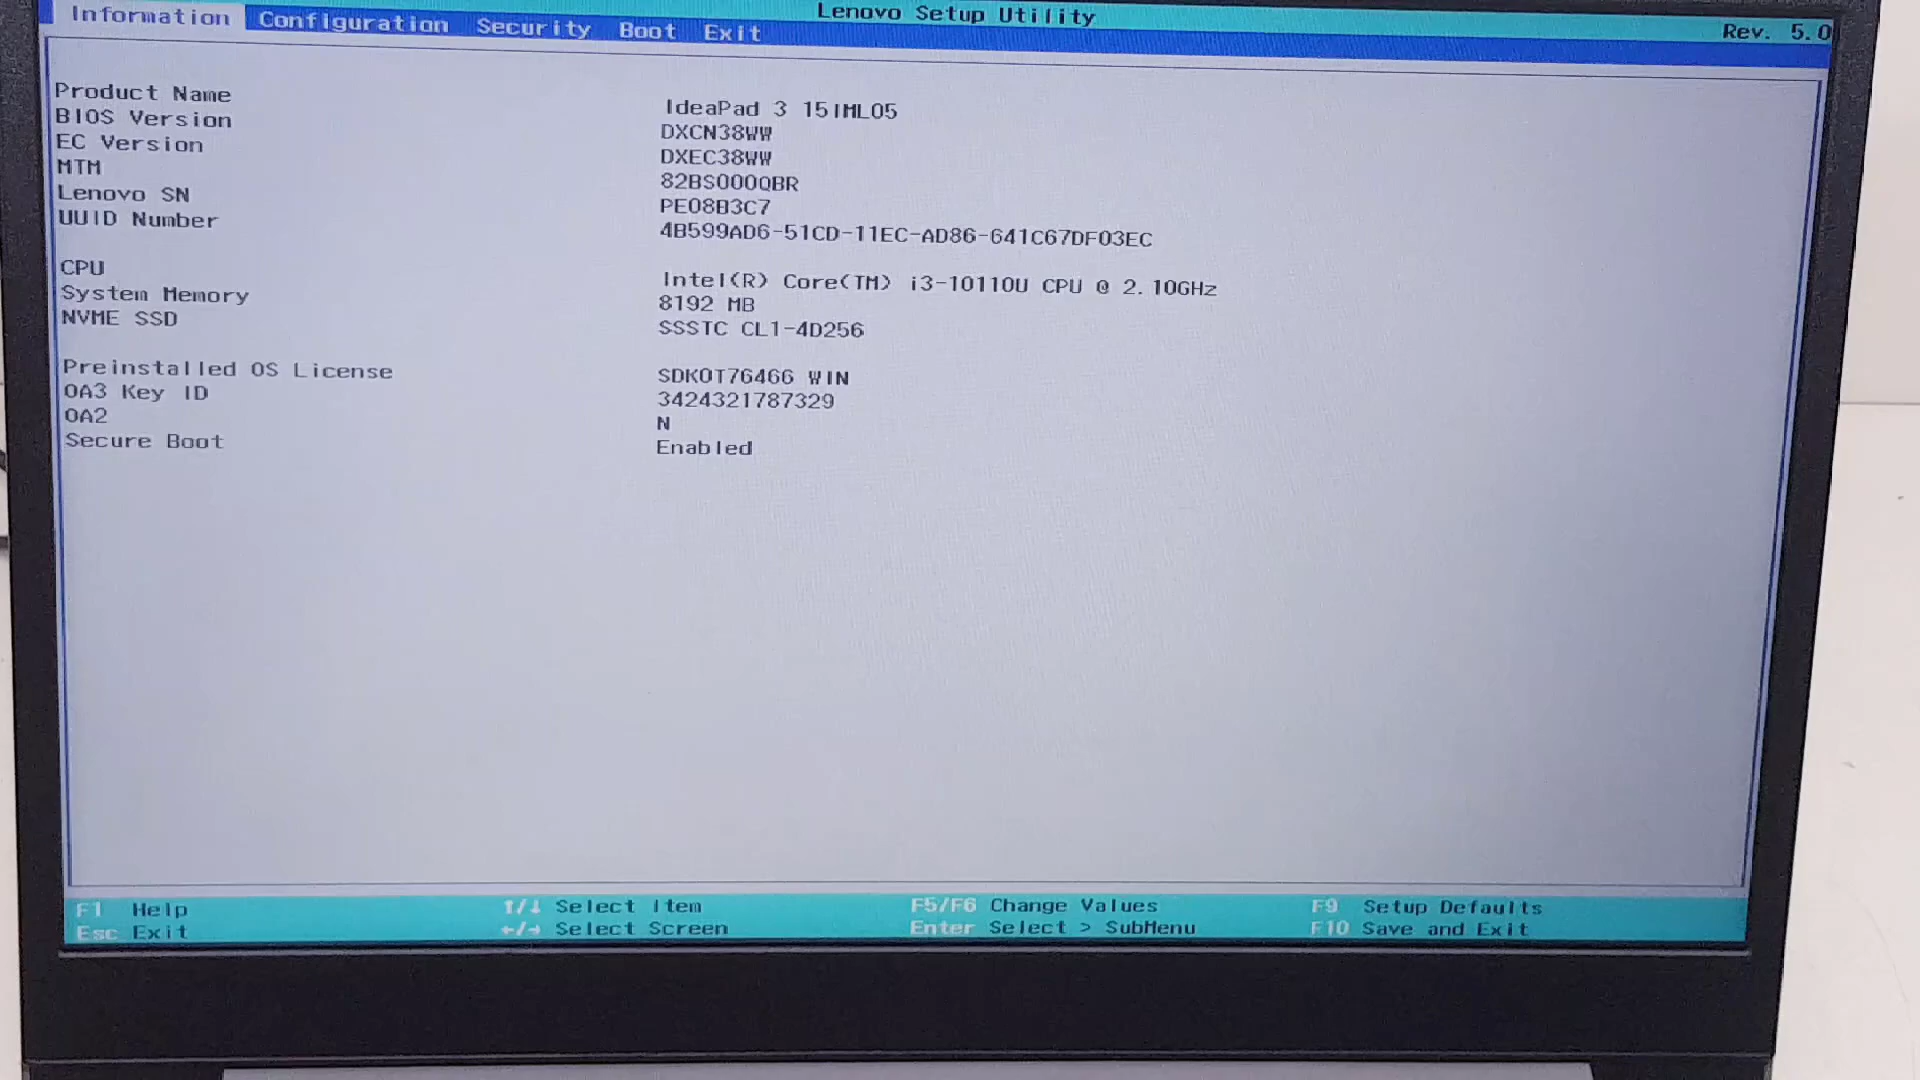 Lenovo Setup Utility
Information Configuration Security Boot Exit Rev. 5.0
Product Name IdeaPad 3 15IML05
BIOS Version DXCN38WW
EC Version DXEC38WW
MTM 82BS000QBR
Lenovo SN PE08B3C7
UUID Number 4B599AD6-51CD-11EC-AD86-641C67DF03EC
CPU Intel(R) Core(TM) i3-10110U CPU @ 2.10GHz
System Memory 8192 MB
NVME SSD SSSTC CL1-4D256
Preinstalled OS License SDK0T76466 WIN
OA3 Key ID 3424321787329
OA2 N
Secure Boot Enabled
F1 Help ↑/↓ Select Item F5/F6 Change Values F9 Setup Defaults
Esc Exit ←/→ Select Screen Enter Select > SubMenu F10 Save and Exit